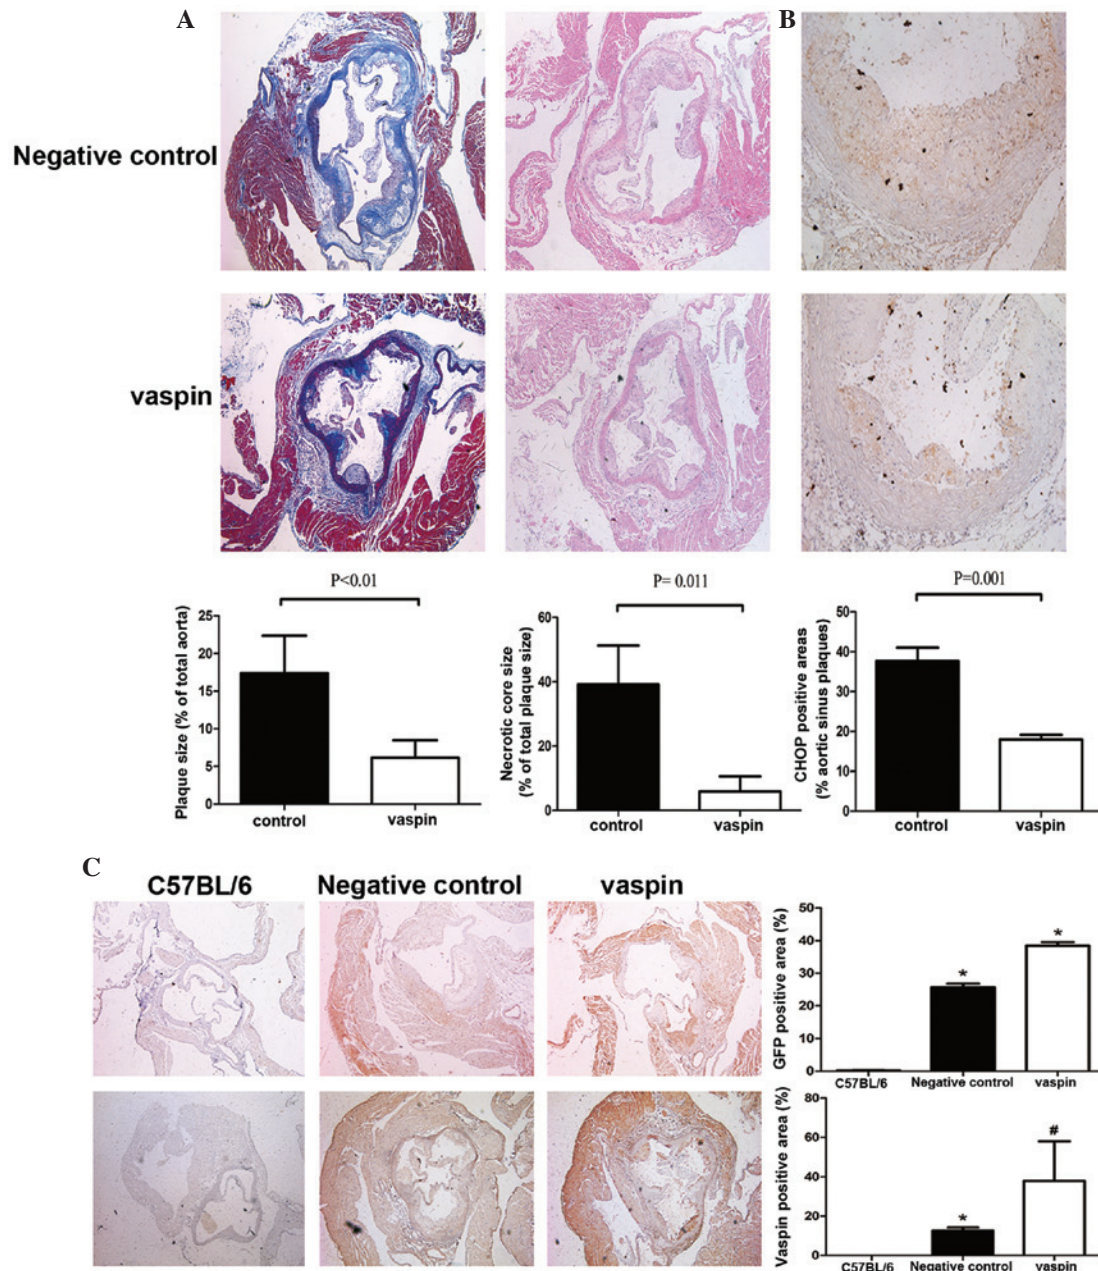 A
B
Negative control
vaspin
P<0.01
Plaque size (% of total aorta)
25
20
15
10
5
0
control
vaspin
P= 0.011
Necrotic core size
(% of total plaque size)
60
40
20
0
control
vaspin
P=0.001
CHOP positive areas
(% aortic sinus plaques)
50
40
30
20
10
0
control
vaspin
C
C57BL/6
Negative control
vaspin
GFP positive area (%)
50
40
30
20
10
0
*
*
C57BL/6
Negative control
vaspin
Vaspin positive area (%)
80
60
40
20
0
*
#
C57BL/6
Negative control
vaspin